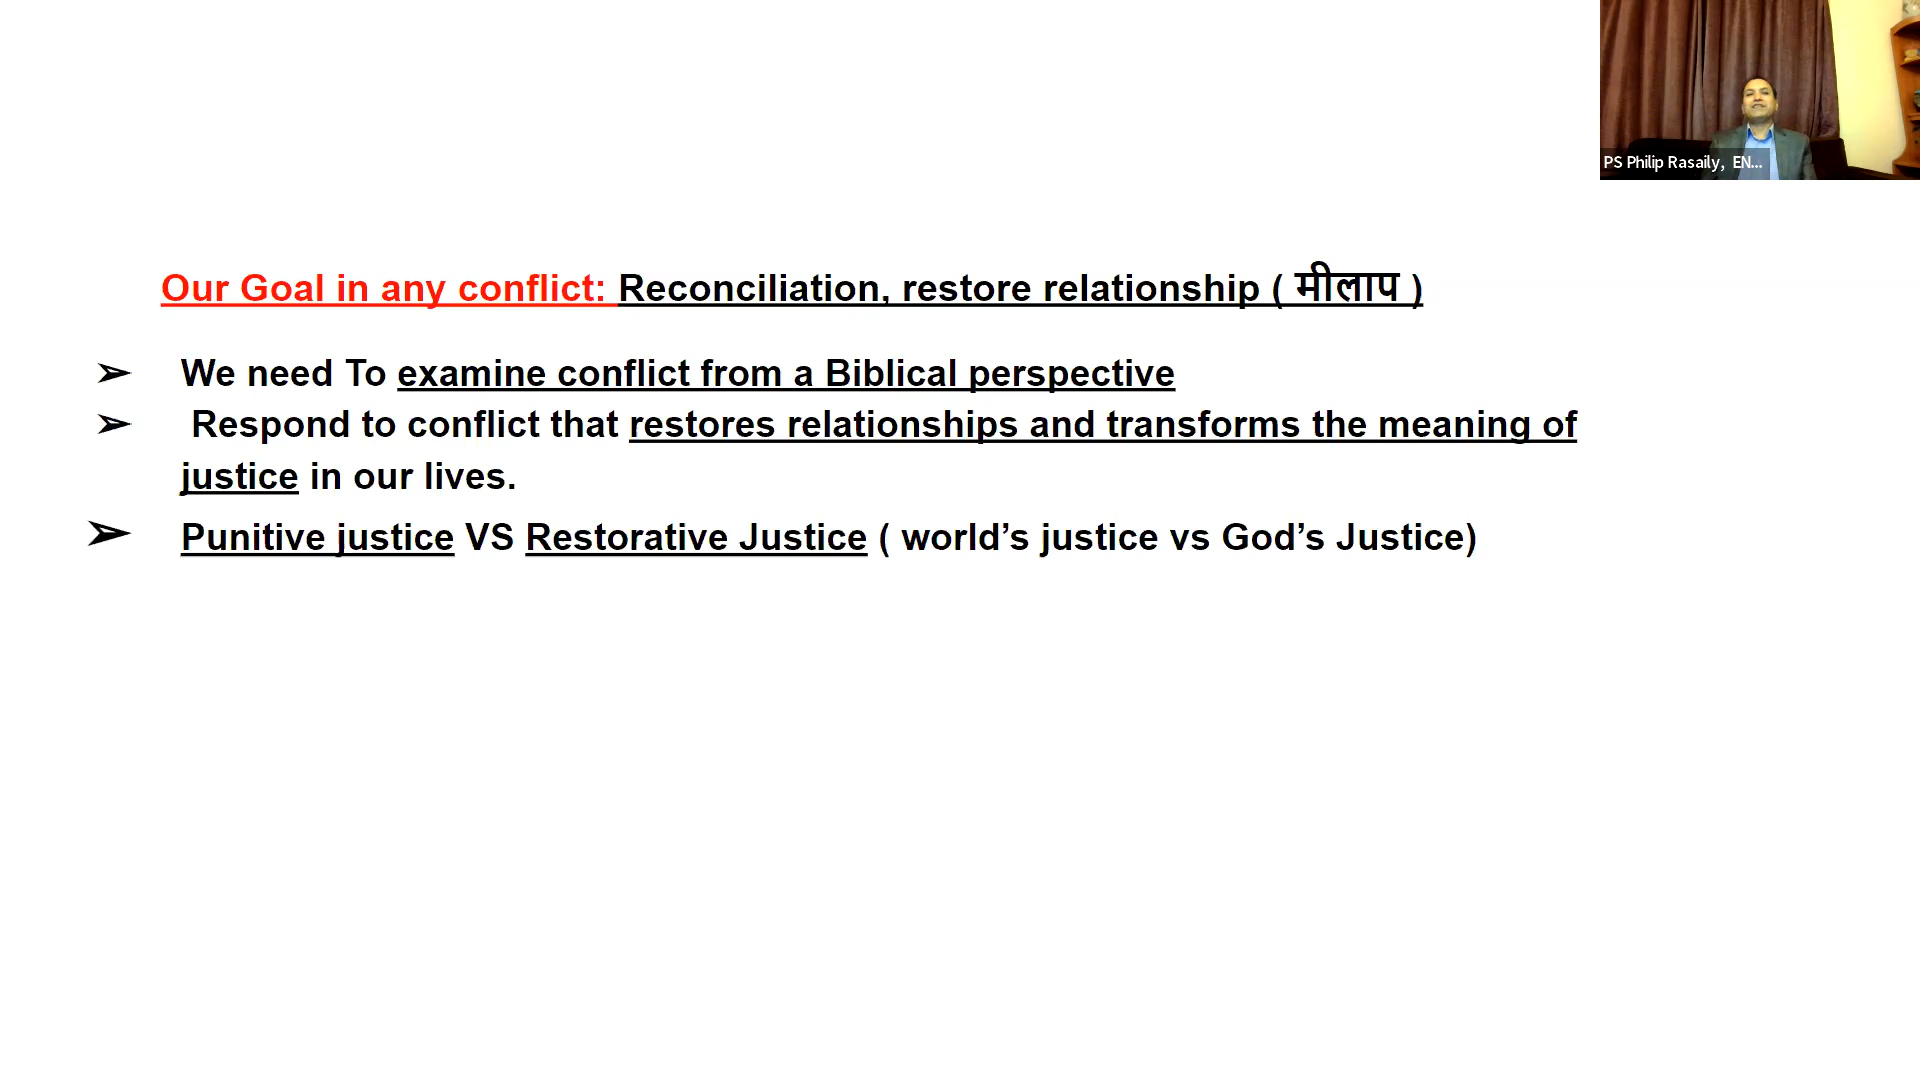 PS Philip Rasaily, EN...
Our Goal in any conflict: Reconciliation, restore relationship ( मीलाप )
➢ We need To examine conflict from a Biblical perspective
➢ Respond to conflict that restores relationships and transforms the meaning of
justice in our lives.
➢ Punitive justice VS Restorative Justice ( world’s justice vs God’s Justice)